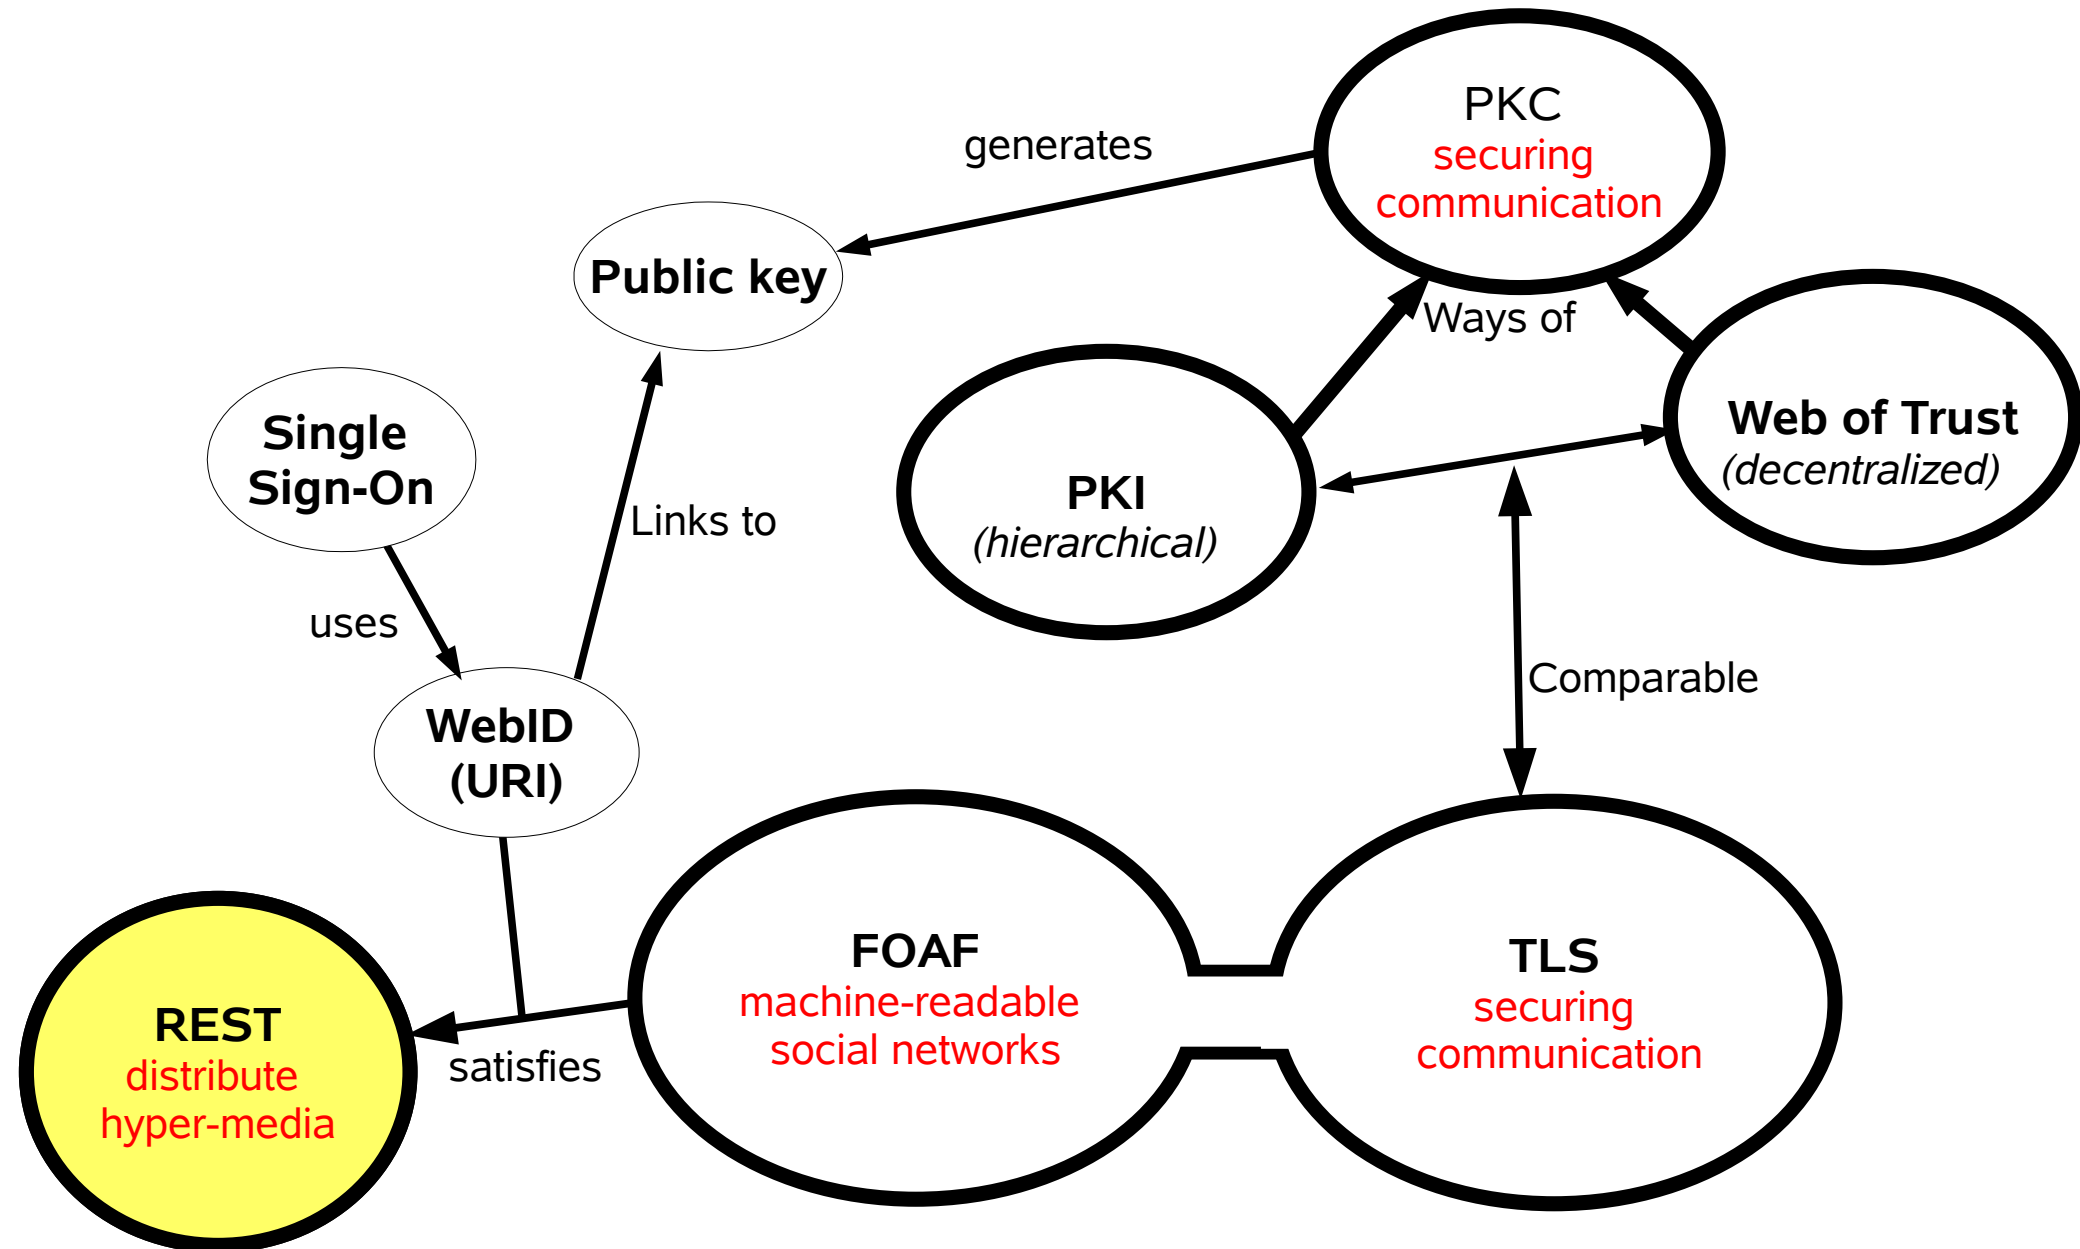 PKC
securing
communication
generates
Public key
Ways of
Web of Trust
(decentralized)
Single
Sign-On
PKI
(hierarchical)
Links to
uses
Comparable
WebID
(URI)
FOAF
machine-readable
social networks
TLS
securing
communication
REST
distribute
hyper-media
satisfies